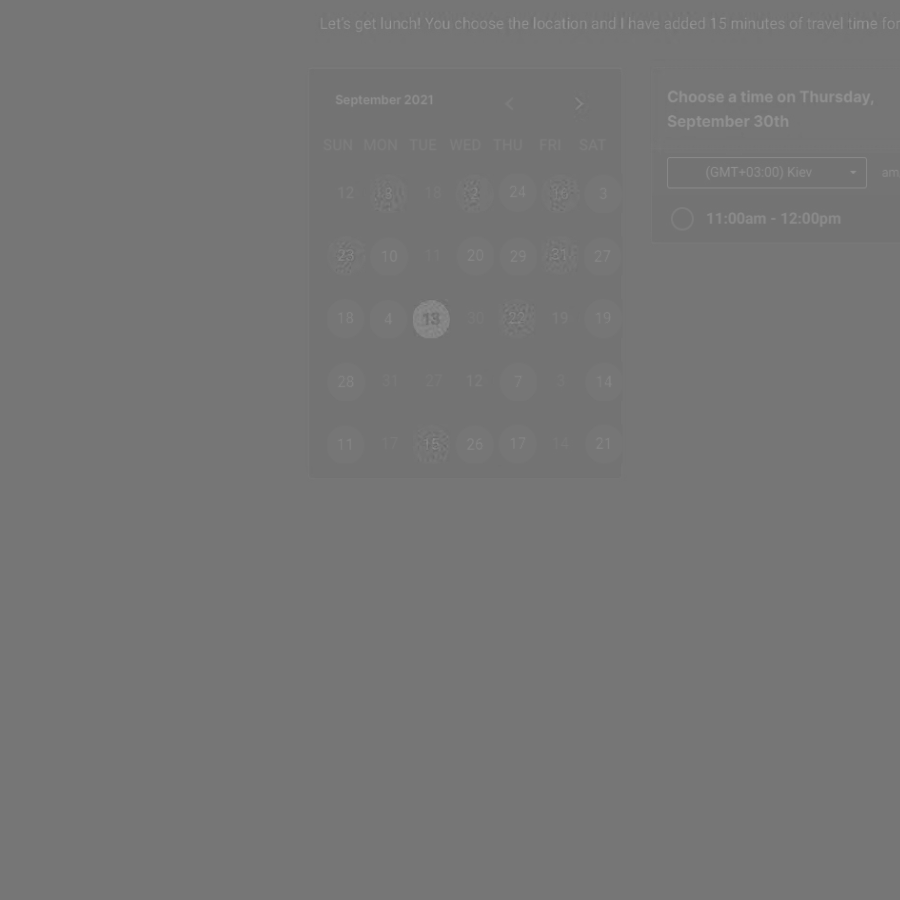 Let's get lunch! You choose the location and I have added 15 minutes of travel time for
September 2021
Choose a time on Thursday,
September 30th
SUN MON TUE WED THU FRI SAT
(GMT+03:00) Kiev am
12 8 18 2 24 16 3
11:00am - 12:00pm
23 10 11 20 29 31 27
18 4 13 30 22 19 19
28 31 27 12 7 3 14
11 17 15 26 17 14 21